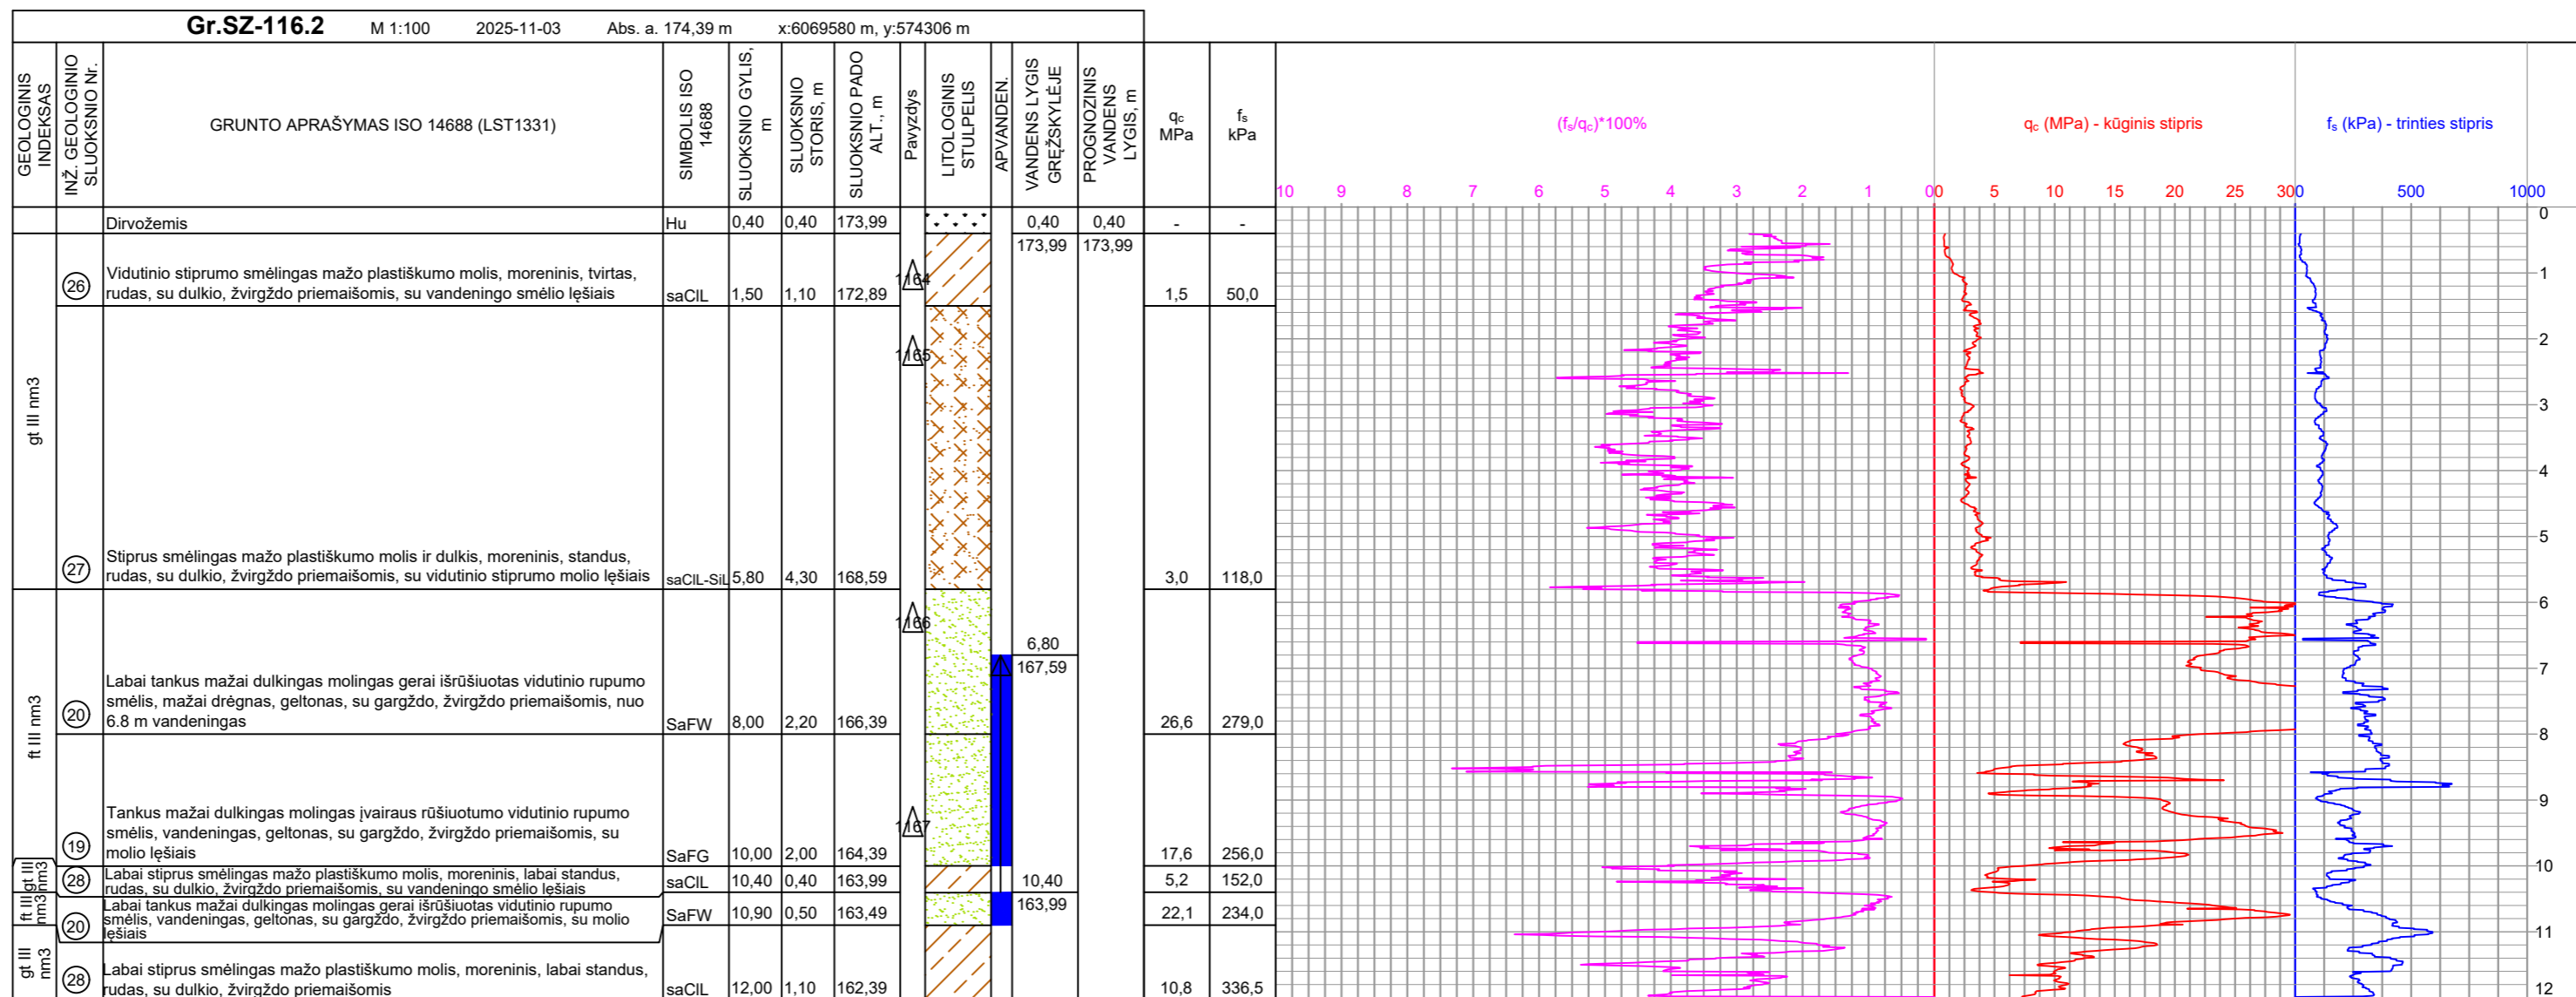 Gr.SZ-116.2 M 1:100 2025-11-03 Abs. a. 174,39 m x:6069580 m, y:574306 m
GEOLOGINIS
INDEKSAS
INŽ. GEOLOGINIO
SLUOKSNIO Nr.
GRUNTO APRAŠYMAS ISO 14688 (LST1331)
SIMBOLIS ISO
14688
SLUOKSNIO GYLIS,
m
SLUOKSNIO
STORIS, m
SLUOKSNIO PADO
ALT., m
Pavyzdys
LITOLOGINIS
STULPELIS
APVANDEN.
VANDENS LYGIS
GRĘŽSKYLĖJE
PROGNOZINIS
VANDENS
LYGIS, m
qc
MPa
fs
kPa
(fs/qc)*100%
qc (MPa) - kūginis stipris
fs (kPa) - trinties stipris
10 9 8 7 6 5 4 3 2 1 0
0 5 10 15 20 25 30
0 500 1000
Dirvožemis Hu 0,40 0,40 173,99 0,40 0,40 - -
173,99 173,99
gt III nm3
26
Vidutinio stiprumo smėlingas mažo plastiškumo molis, moreninis, tvirtas,
rudas, su dulkio, žvirgždo priemaišomis, su vandeningo smėlio lęšiais saClL 1,50 1,10 172,89 1,5 50,0
1164
1165
27
Stiprus smėlingas mažo plastiškumo molis ir dulkis, moreninis, standus,
rudas, su dulkio, žvirgždo priemaišomis, su vidutinio stiprumo molio lęšiais saClL-SiL 5,80 4,30 168,59 3,0 118,0
ft III nm3
1166
6,80
167,59
20
Labai tankus mažai dulkingas molingas gerai išrūšiuotas vidutinio rupumo
smėlis, mažai drėgnas, geltonas, su gargždo, žvirgždo priemaišomis, nuo
6.8 m vandeningas SaFW 8,00 2,20 166,39 26,6 279,0
1167
19
Tankus mažai dulkingas molingas įvairaus rūšiuotumo vidutinio rupumo
smėlis, vandeningas, geltonas, su gargždo, žvirgždo priemaišomis, su
molio lęšiais SaFG 10,00 2,00 164,39 17,6 256,0
gt III
nm3
28
Labai stiprus smėlingas mažo plastiškumo molis, moreninis, labai standus,
rudas, su dulkio, žvirgždo priemaišomis, su vandeningo smėlio lęšiais saClL 10,40 0,40 163,99 10,40 5,2 152,0
163,99
ft III
nm3
20
Labai tankus mažai dulkingas molingas gerai išrūšiuotas vidutinio rupumo
smėlis, vandeningas, geltonas, su gargždo, žvirgždo priemaišomis, su molio
lęšiais SaFW 10,90 0,50 163,49 22,1 234,0
gt III
nm3
28
Labai stiprus smėlingas mažo plastiškumo molis, moreninis, labai standus,
rudas, su dulkio, žvirgždo priemaišomis saClL 12,00 1,10 162,39 10,8 336,5
0
1
2
3
4
5
6
7
8
9
10
11
12